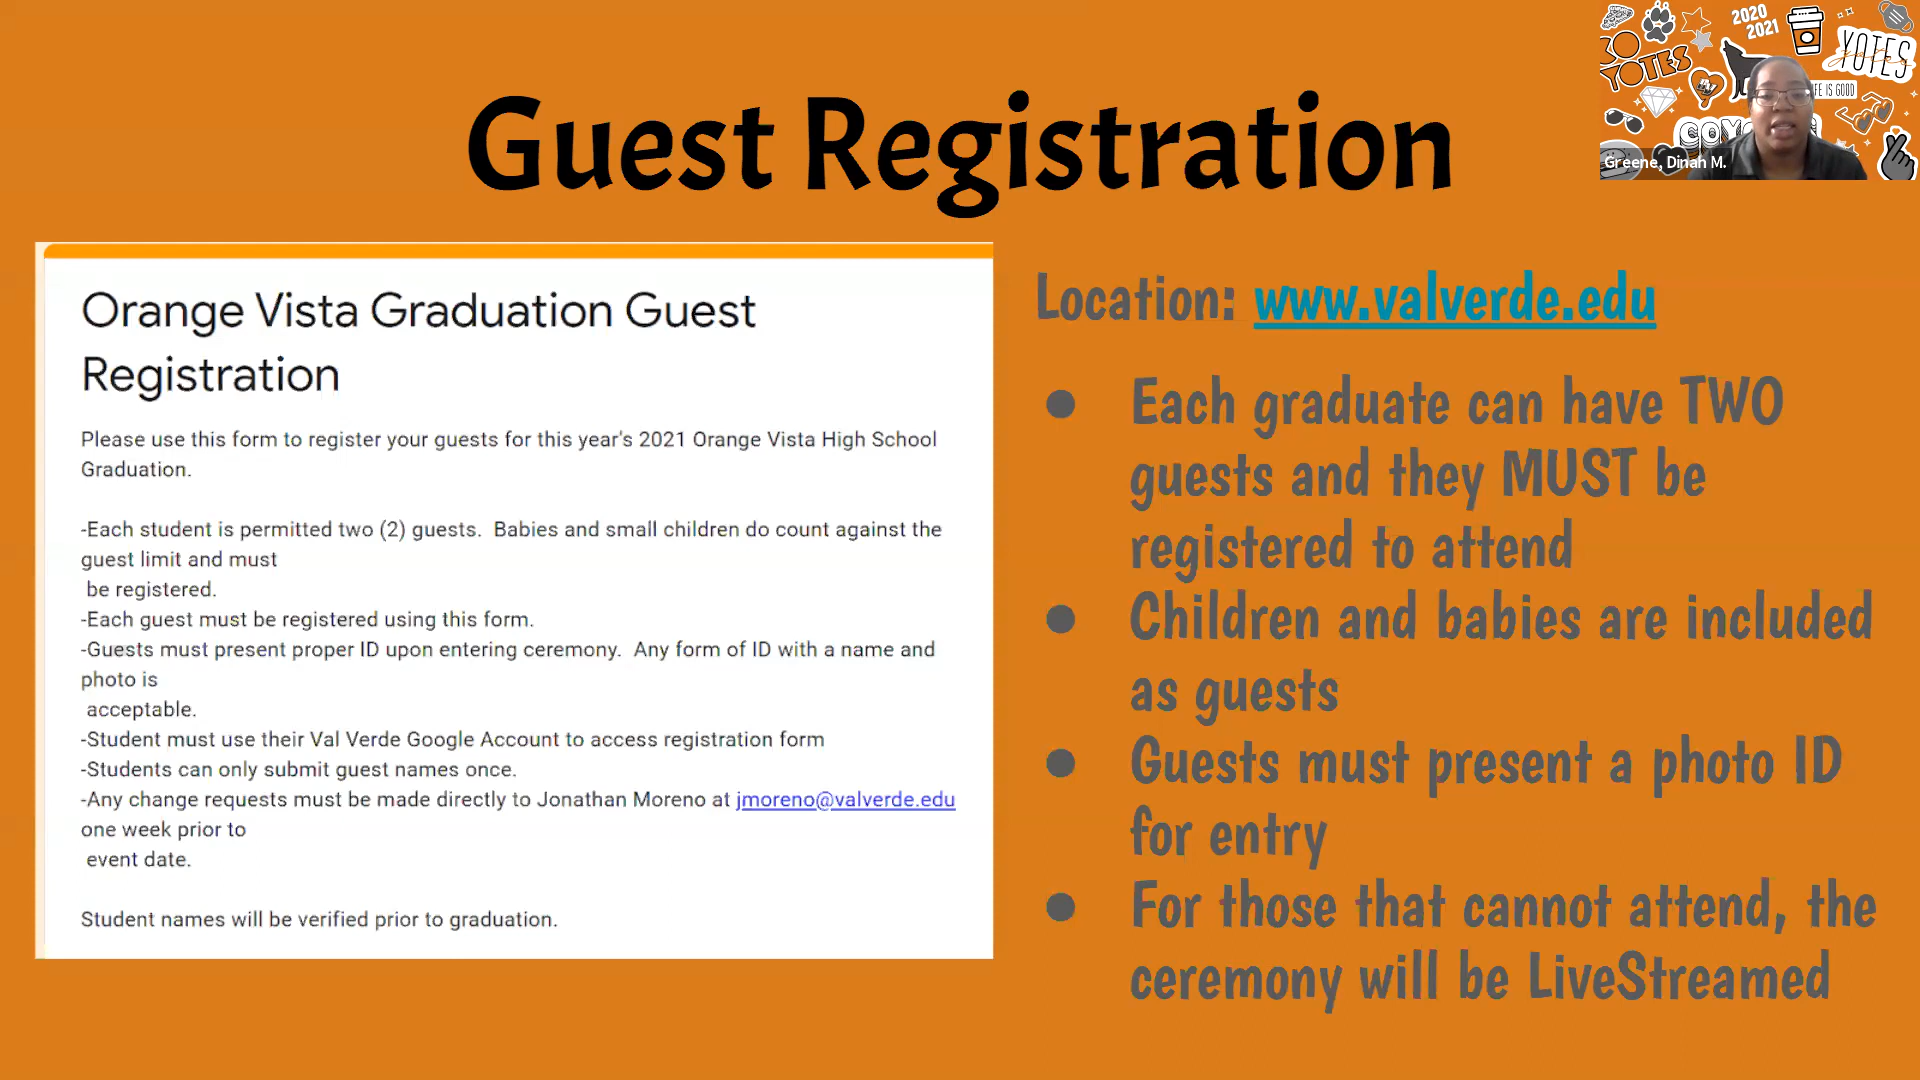 Guest Registration
2020
2021
YOTES
YOTES
LIFE IS GOOD
Greene, Dinah M.
Orange Vista Graduation Guest
Registration
Please use this form to register your guests for this year's 2021 Orange Vista High School
Graduation.
-Each student is permitted two (2) guests.  Babies and small children do count against the
guest limit and must
be registered.
-Each guest must be registered using this form.
-Guests must present proper ID upon entering ceremony.  Any form of ID with a name and
photo is
acceptable.
-Student must use their Val Verde Google Account to access registration form
-Students can only submit guest names once.
-Any change requests must be made directly to Jonathan Moreno at jmoreno@valverde.edu
one week prior to
event date.
Student names will be verified prior to graduation.
Location: www.valverde.edu
● Each graduate can have TWO
guests and they MUST be
registered to attend
● Children and babies are included
as guests
● Guests must present a photo ID
for entry
● For those that cannot attend, the
ceremony will be LiveStreamed